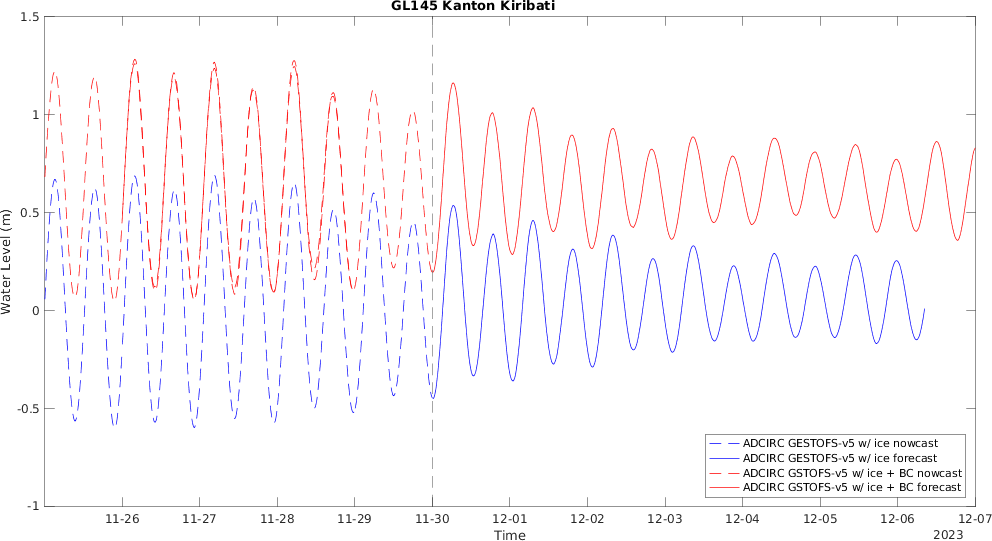 GL145 Kanton Kiribati
1.5
1
0.5
0
-0.5
-1
Water Level (m)
11-26
11-27
11-28
11-29
11-30
12-01
12-02
12-03
12-04
12-05
12-06
12-07
Time
2023
ADCIRC GESTOFS-v5 w/ ice nowcast
ADCIRC GESTOFS-v5 w/ ice forecast
ADCIRC GSTOFS-v5 w/ ice + BC nowcast
ADCIRC GSTOFS-v5 w/ ice + BC forecast